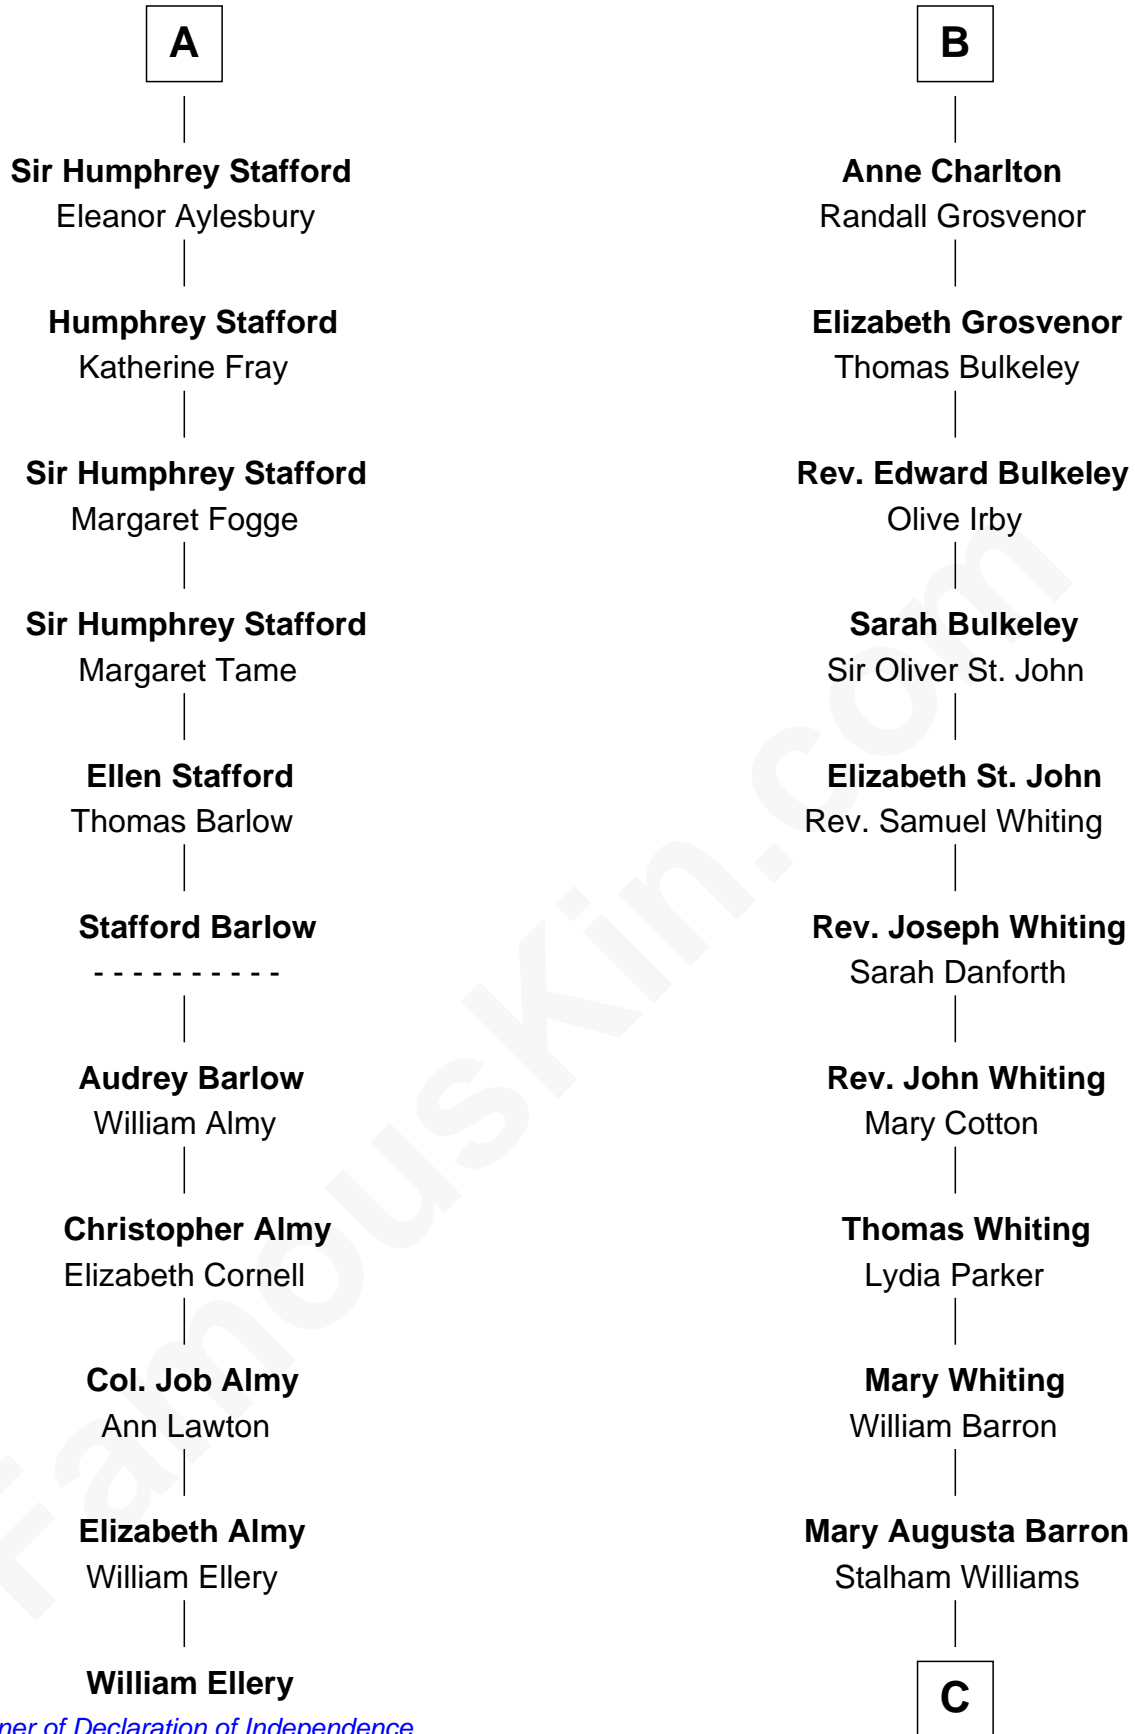 A
Sir Humphrey Stafford
Eleanor Aylesbury
Humphrey Stafford
Katherine Fray
Sir Humphrey Stafford
Margaret Fogge
Sir Humphrey Stafford
Margaret Tame
Ellen Stafford
Thomas Barlow
Stafford Barlow
- - - - - - - - - -
Audrey Barlow
William Almy
Christopher Almy
Elizabeth Cornell
Col. Job Almy
Ann Lawton
Elizabeth Almy
William Ellery
William Ellery
ner of Declaration of Independence
B
Anne Charlton
Randall Grosvenor
Elizabeth Grosvenor
Thomas Bulkeley
Rev. Edward Bulkeley
Olive Irby
Sarah Bulkeley
Sir Oliver St. John
Elizabeth St. John
Rev. Samuel Whiting
Rev. Joseph Whiting
Sarah Danforth
Rev. John Whiting
Mary Cotton
Thomas Whiting
Lydia Parker
Mary Whiting
William Barron
Mary Augusta Barron
Stalham Williams
C
FamousKin.com